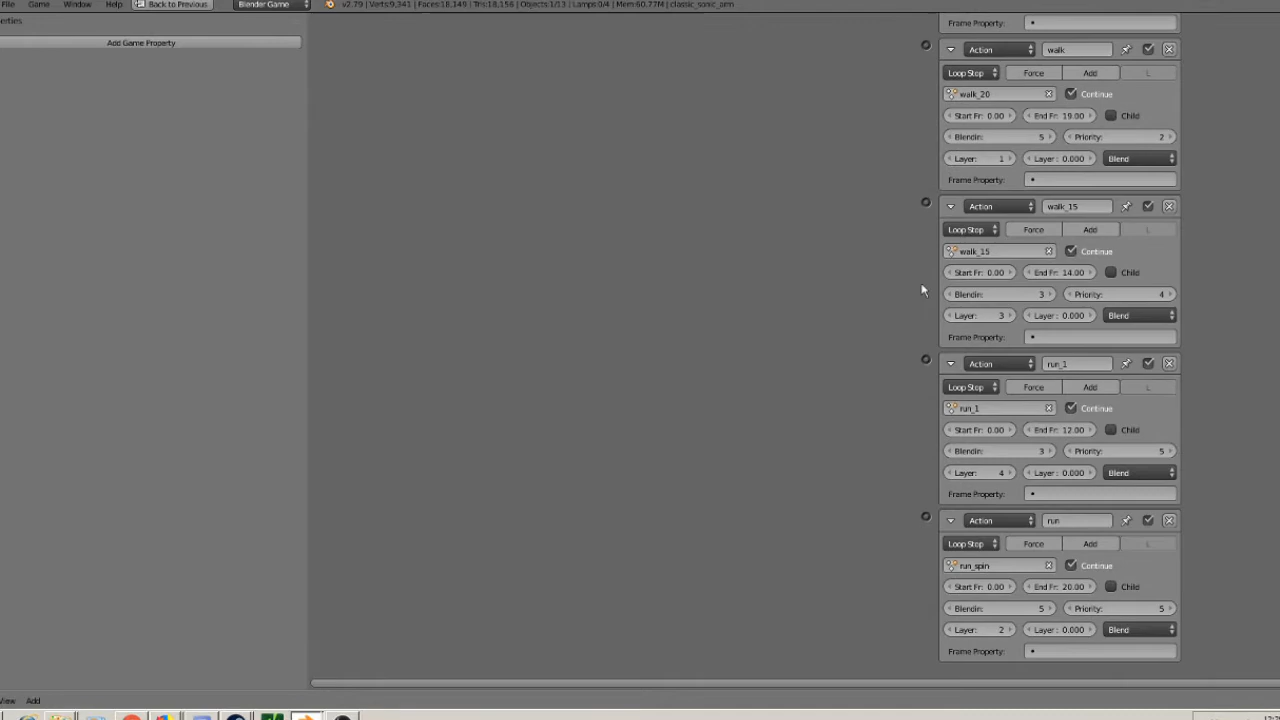 File Game Window Help Back to Previous Blender Game v2.79 | Verts:9,341 | Faces:18,149 | Tris:18,156 | Objects:1/13 | Lamps:0/4 | Mem:60.77M | classic_sonic_arm
erties
Add Game Property
Frame Property:
Action walk
Loop Stop Force Add L
walk_20 Continue
Start Fr: 0.00 End Fr: 19.00 Child
Blendin: 5 Priority: 2
Layer: 1 Layer: 0.000 Blend
Frame Property:
Action walk_15
Loop Stop Force Add L
walk_15 Continue
Start Fr: 0.00 End Fr: 14.00 Child
Blendin: 3 Priority: 4
Layer: 3 Layer: 0.000 Blend
Frame Property:
Action run_1
Loop Stop Force Add L
run_1 Continue
Start Fr: 0.00 End Fr: 12.00 Child
Blendin: 3 Priority: 5
Layer: 4 Layer: 0.000 Blend
Frame Property:
Action run
Loop Stop Force Add L
run_spin Continue
Start Fr: 0.00 End Fr: 20.00 Child
Blendin: 5 Priority: 5
Layer: 2 Layer: 0.000 Blend
Frame Property:
View Add